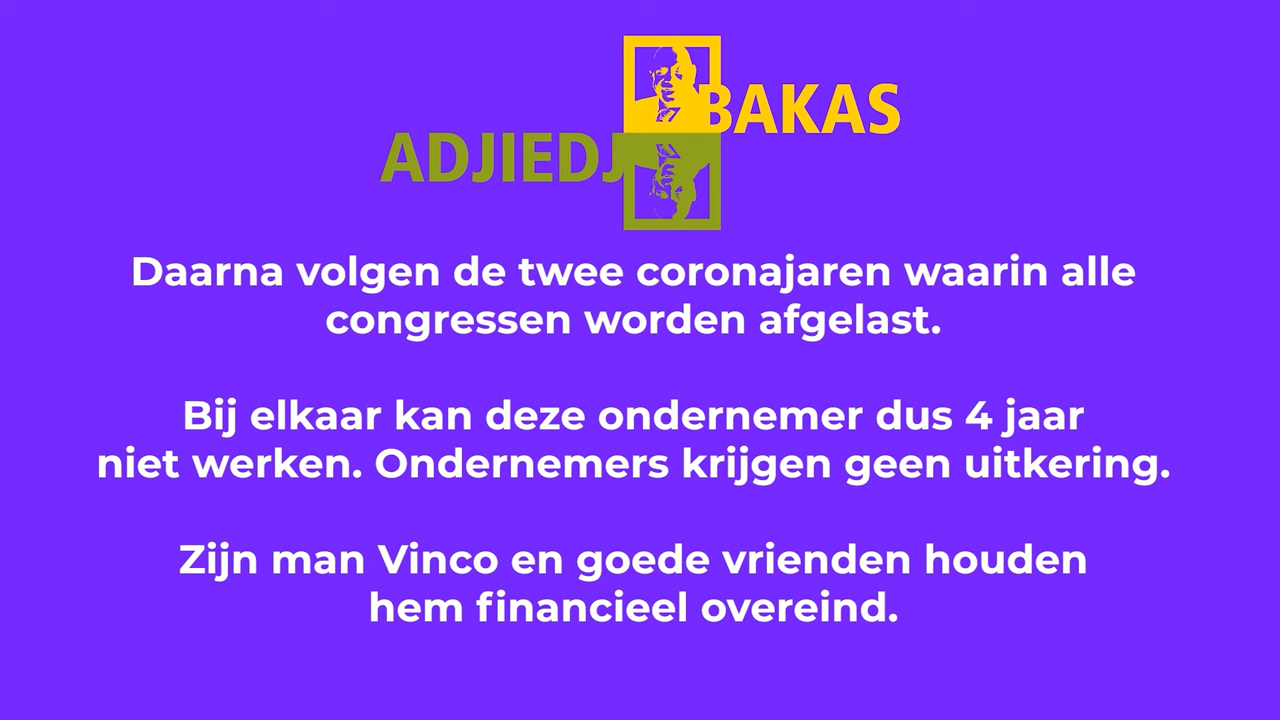 BAKAS
ADJIEDJ
Daarna volgen de twee coronajaren waarin alle
congressen worden afgelast.
Bij elkaar kan deze ondernemer dus 4 jaar
niet werken. Ondernemers krijgen geen uitkering.
Zijn man Vinco en goede vrienden houden
hem financieel overeind.